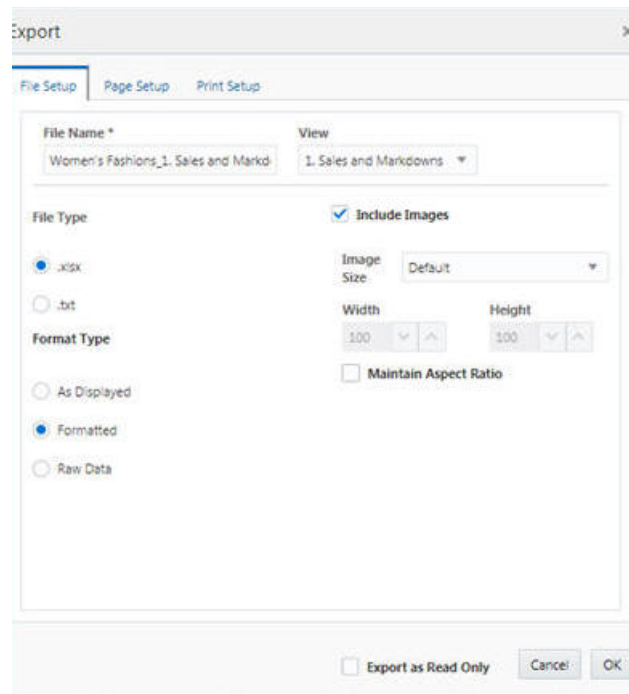 Export
File Setup Page Setup Print Setup
File Name * View
Women's Fashions_1. Sales and Markd 1. Sales and Markdowns
File Type Include Images
.xlsx Image Size Default
.txt Width Height
Format Type 100 100
Maintain Aspect Ratio
As Displayed
Formatted
Raw Data
Export as Read Only Cancel OK